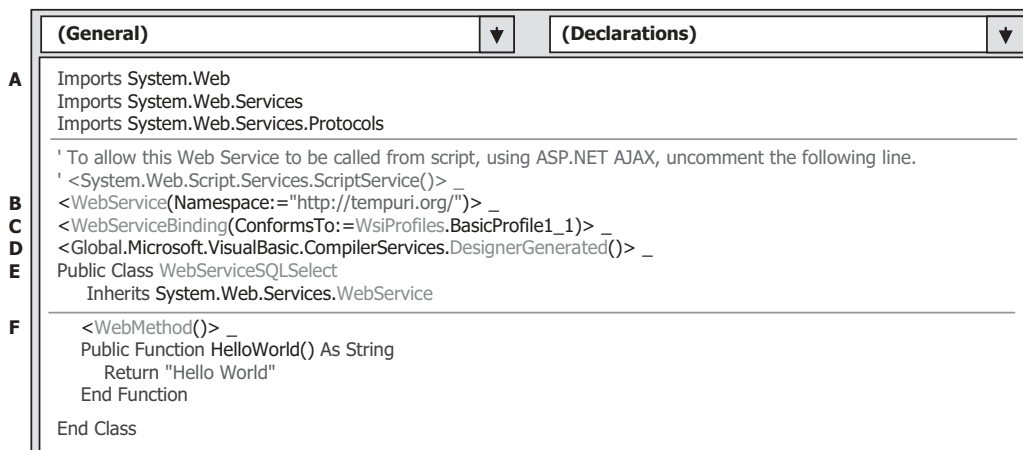 (General) (Declarations)
A Imports System.Web
Imports System.Web.Services
Imports System.Web.Services.Protocols
' To allow this Web Service to be called from script, using ASP.NET AJAX, uncomment the following line.
' <System.Web.Script.Services.ScriptService()> _
B <WebService(Namespace:="http://tempuri.org/")> _
C <WebServiceBinding(ConformsTo:=WsiProfiles.BasicProfile1_1)> _
D <Global.Microsoft.VisualBasic.CompilerServices.DesignerGenerated()> _
E Public Class WebServiceSQLSelect
Inherits System.Web.Services.WebService
F <WebMethod()> _
Public Function HelloWorld() As String
Return "Hello World"
End Function
End Class